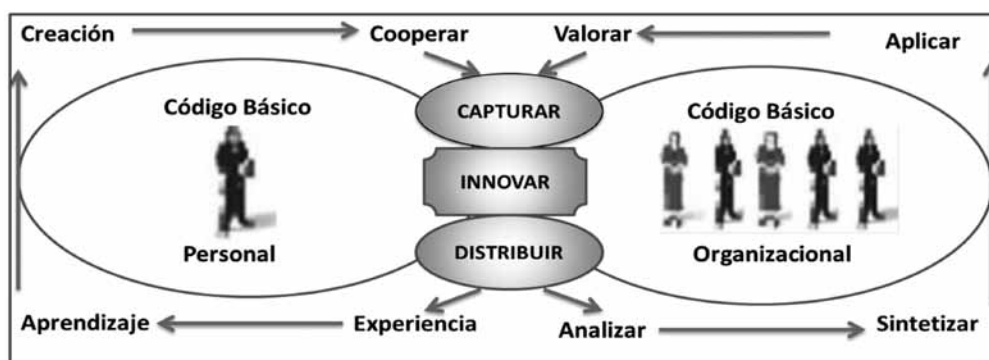 Creación
Cooperar
Valorar
Aplicar
Código Básico
CAPTURAR
Código Básico
INNOVAR
Personal
DISTRIBUIR
Organizacional
Aprendizaje
Experiencia
Analizar
Sintetizar